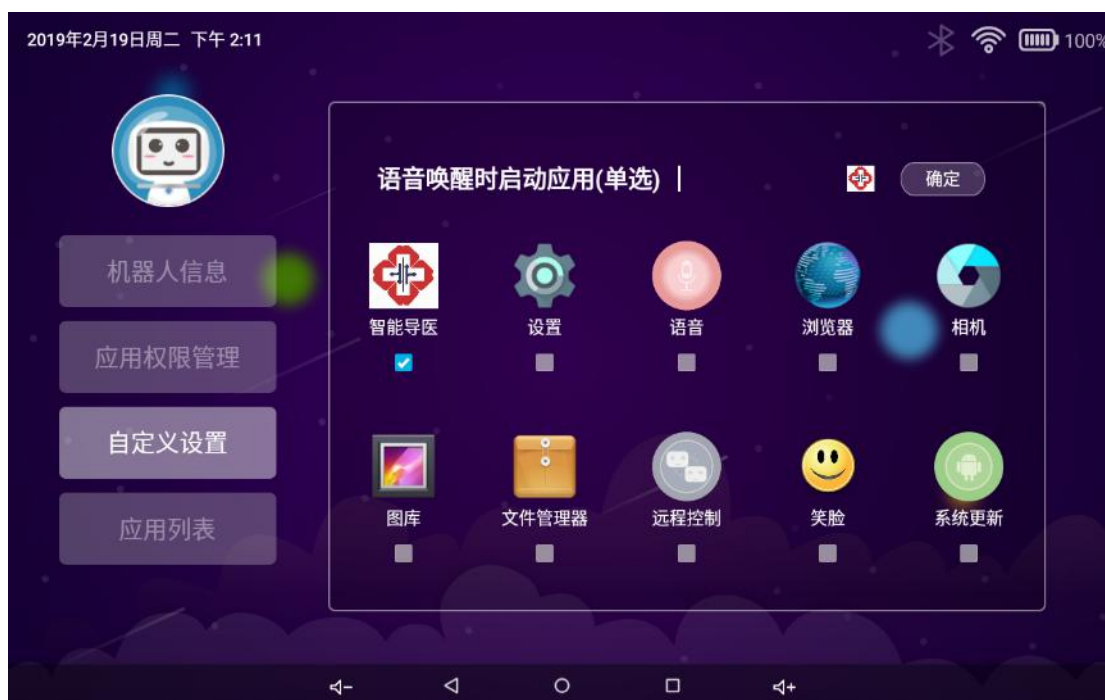 2019年2月19日周二 下午 2:11
100%
机器人信息
应用权限管理
自定义设置
应用列表
语音唤醒时启动应用(单选)
确定
智能导医 设置 语音 浏览器 相机
图库 文件管理器 远程控制 笑脸 系统更新